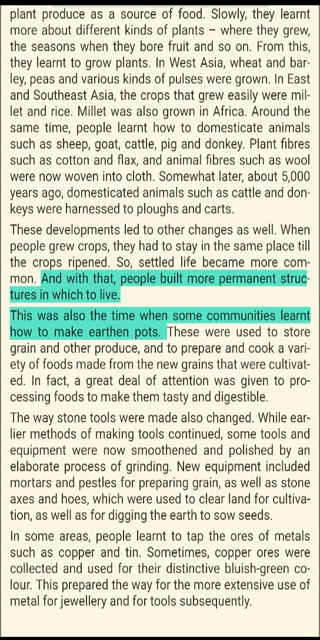 plant produce as a source of food. Slowly, they learnt
more about different kinds of plants – where they grew,
the seasons when they bore fruit and so on. From this,
they learnt to grow plants. In West Asia, wheat and bar-
ley, peas and various kinds of pulses were grown. In East
and Southeast Asia, the crops that grew easily were mil-
let and rice. Millet was also grown in Africa. Around the
same time, people learnt how to domesticate animals
such as sheep, goat, cattle, pig and donkey. Plant fibres
such as cotton and flax, and animal fibres such as wool
were now woven into cloth. Somewhat later, about 5,000
years ago, domesticated animals such as cattle and don-
keys were harnessed to ploughs and carts.
These developments led to other changes as well. When
people grew crops, they had to stay in the same place till
the crops ripened. So, settled life became more com-
mon. And with that, people built more permanent struc-
tures in which to live.
This was also the time when some communities learnt
how to make earthen pots. These were used to store
grain and other produce, and to prepare and cook a vari-
ety of foods made from the new grains that were cultivat-
ed. In fact, a great deal of attention was given to pro-
cessing foods to make them tasty and digestible.
The way stone tools were made also changed. While ear-
lier methods of making tools continued, some tools and
equipment were now smoothened and polished by an
elaborate process of grinding. New equipment included
mortars and pestles for preparing grain, as well as stone
axes and hoes, which were used to clear land for cultiva-
tion, as well as for digging the earth to sow seeds.
In some areas, people learnt to tap the ores of metals
such as copper and tin. Sometimes, copper ores were
collected and used for their distinctive bluish-green co-
lour. This prepared the way for the more extensive use of
metal for jewellery and for tools subsequently.